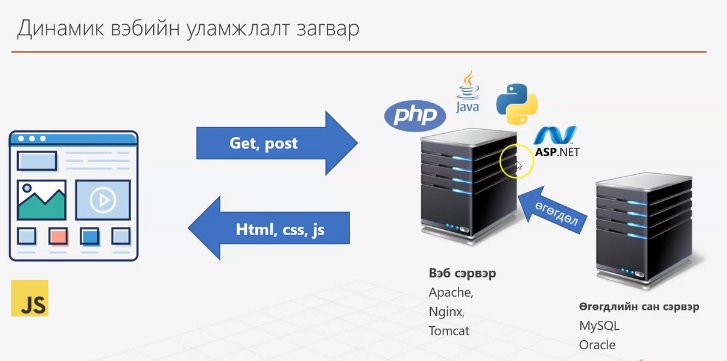 Динамик вэбийн уламжлалт загвар
php
Java
ASP.NET
Get, post
Html, css, js
өгөгдөл
JS
Вэб сэрвэр
Apache,
Nginx,
Tomcat
Өгөгдлийн сан сэрвэр
MySQL
Oracle